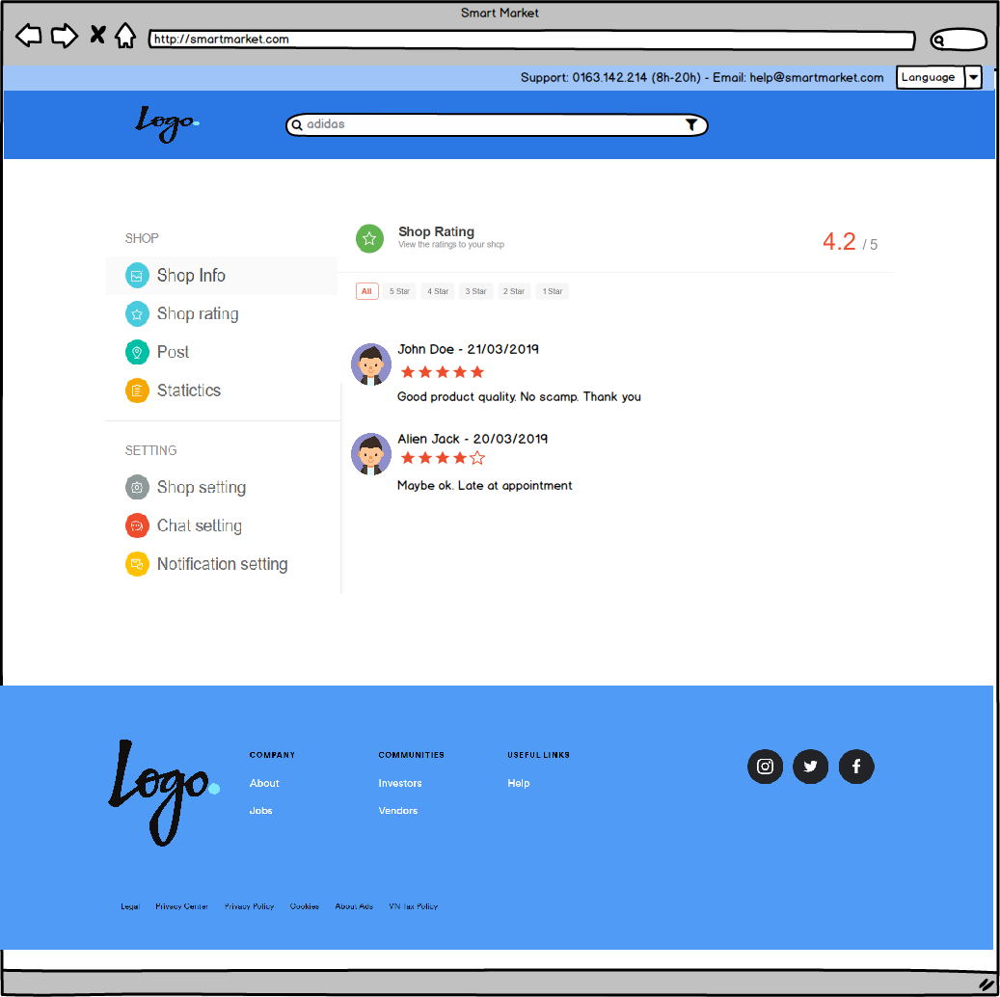 Smart Market
http://smartmarket.com
Support: 0163.142.214 (8h-20h) - Email: help@smartmarket.com
Language
Logo
adidas
SHOP
Shop Info
Shop rating
Post
Statictics
SETTING
Shop setting
Chat setting
Notification setting
Shop Rating
View the ratings to your shop
4.2 / 5
All 5 Star 4 Star 3 Star 2 Star 1 Star
John Doe - 21/03/2019
Good product quality. No scamp. Thank you
Alien Jack - 20/03/2019
Maybe ok. Late at appointment
Logo
COMPANY
About
Jobs
COMMUNITIES
Investors
Vendors
USEFUL LINKS
Help
Legal Privacy Center Privacy Policy Cookies About Ads VN Tax Policy